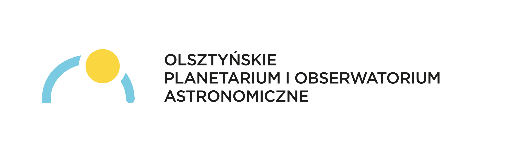 OLSZTYŃSKIE
PLANETARIUM I OBSERWATORIUM
ASTRONOMICZNE